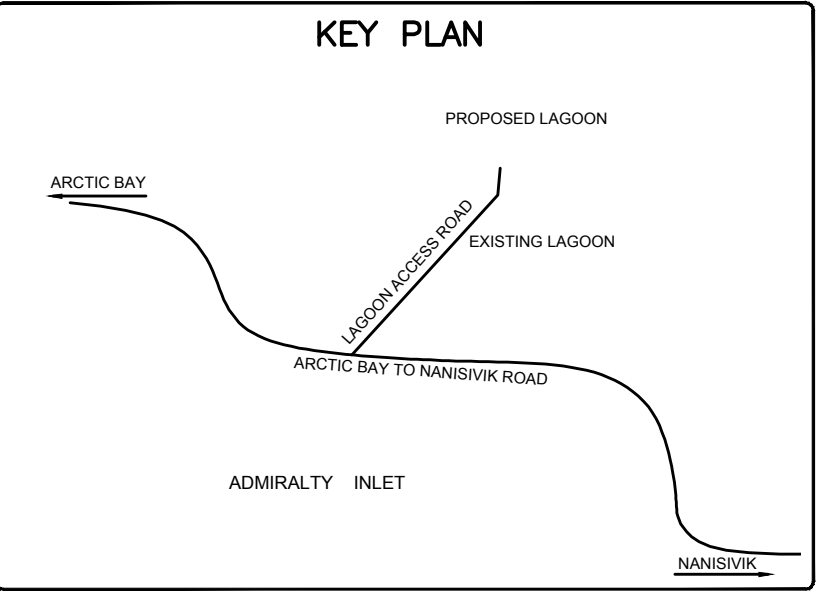 KEY PLAN
PROPOSED LAGOON
ARCTIC BAY
LAGOON ACCESS ROAD
EXISTING LAGOON
ARCTIC BAY TO NANISIVIK ROAD
ADMIRALTY INLET
NANISIVIK